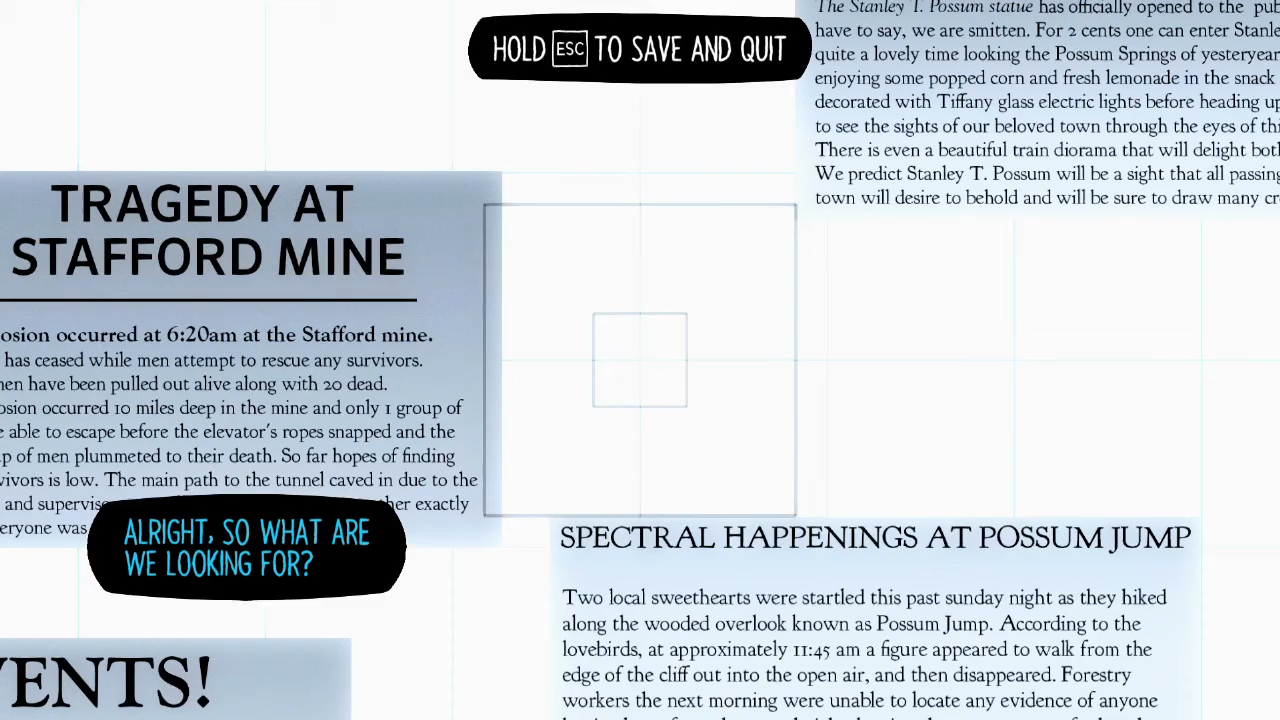 HOLD ESC TO SAVE AND QUIT
The Stanley T. Possum statue has officially opened to the pub
have to say, we are smitten. For 2 cents one can enter Stanle
quite a lovely time looking the Possum Springs of yesteryear
enjoying some popped corn and fresh lemonade in the snack
decorated with Tiffany glass electric lights before heading up
to see the sights of our beloved town through the eyes of thi
There is even a beautiful train diorama that will delight both
We predict Stanley T. Possum will be a sight that all passing
town will desire to behold and will be sure to draw many cr
TRAGEDY AT
STAFFORD MINE
osion occurred at 6:20am at the Stafford mine.
has ceased while men attempt to rescue any survivors.
men have been pulled out alive along with 20 dead.
osion occurred 10 miles deep in the mine and only 1 group of
e able to escape before the elevator's ropes snapped and the
up of men plummeted to their death. So far hopes of finding
vivors is low. The main path to the tunnel caved in due to the
and superviso her exactly
eryone was
ALRIGHT, SO WHAT ARE
WE LOOKING FOR?
VENTS!
SPECTRAL HAPPENINGS AT POSSUM JUMP
Two local sweethearts were startled this past sunday night as they hiked
along the wooded overlook known as Possum Jump. According to the
lovebirds, at approximately 11:45 am a figure appeared to walk from the
edge of the cliff out into the open air, and then disappeared. Forestry
workers the next morning were unable to locate any evidence of anyone